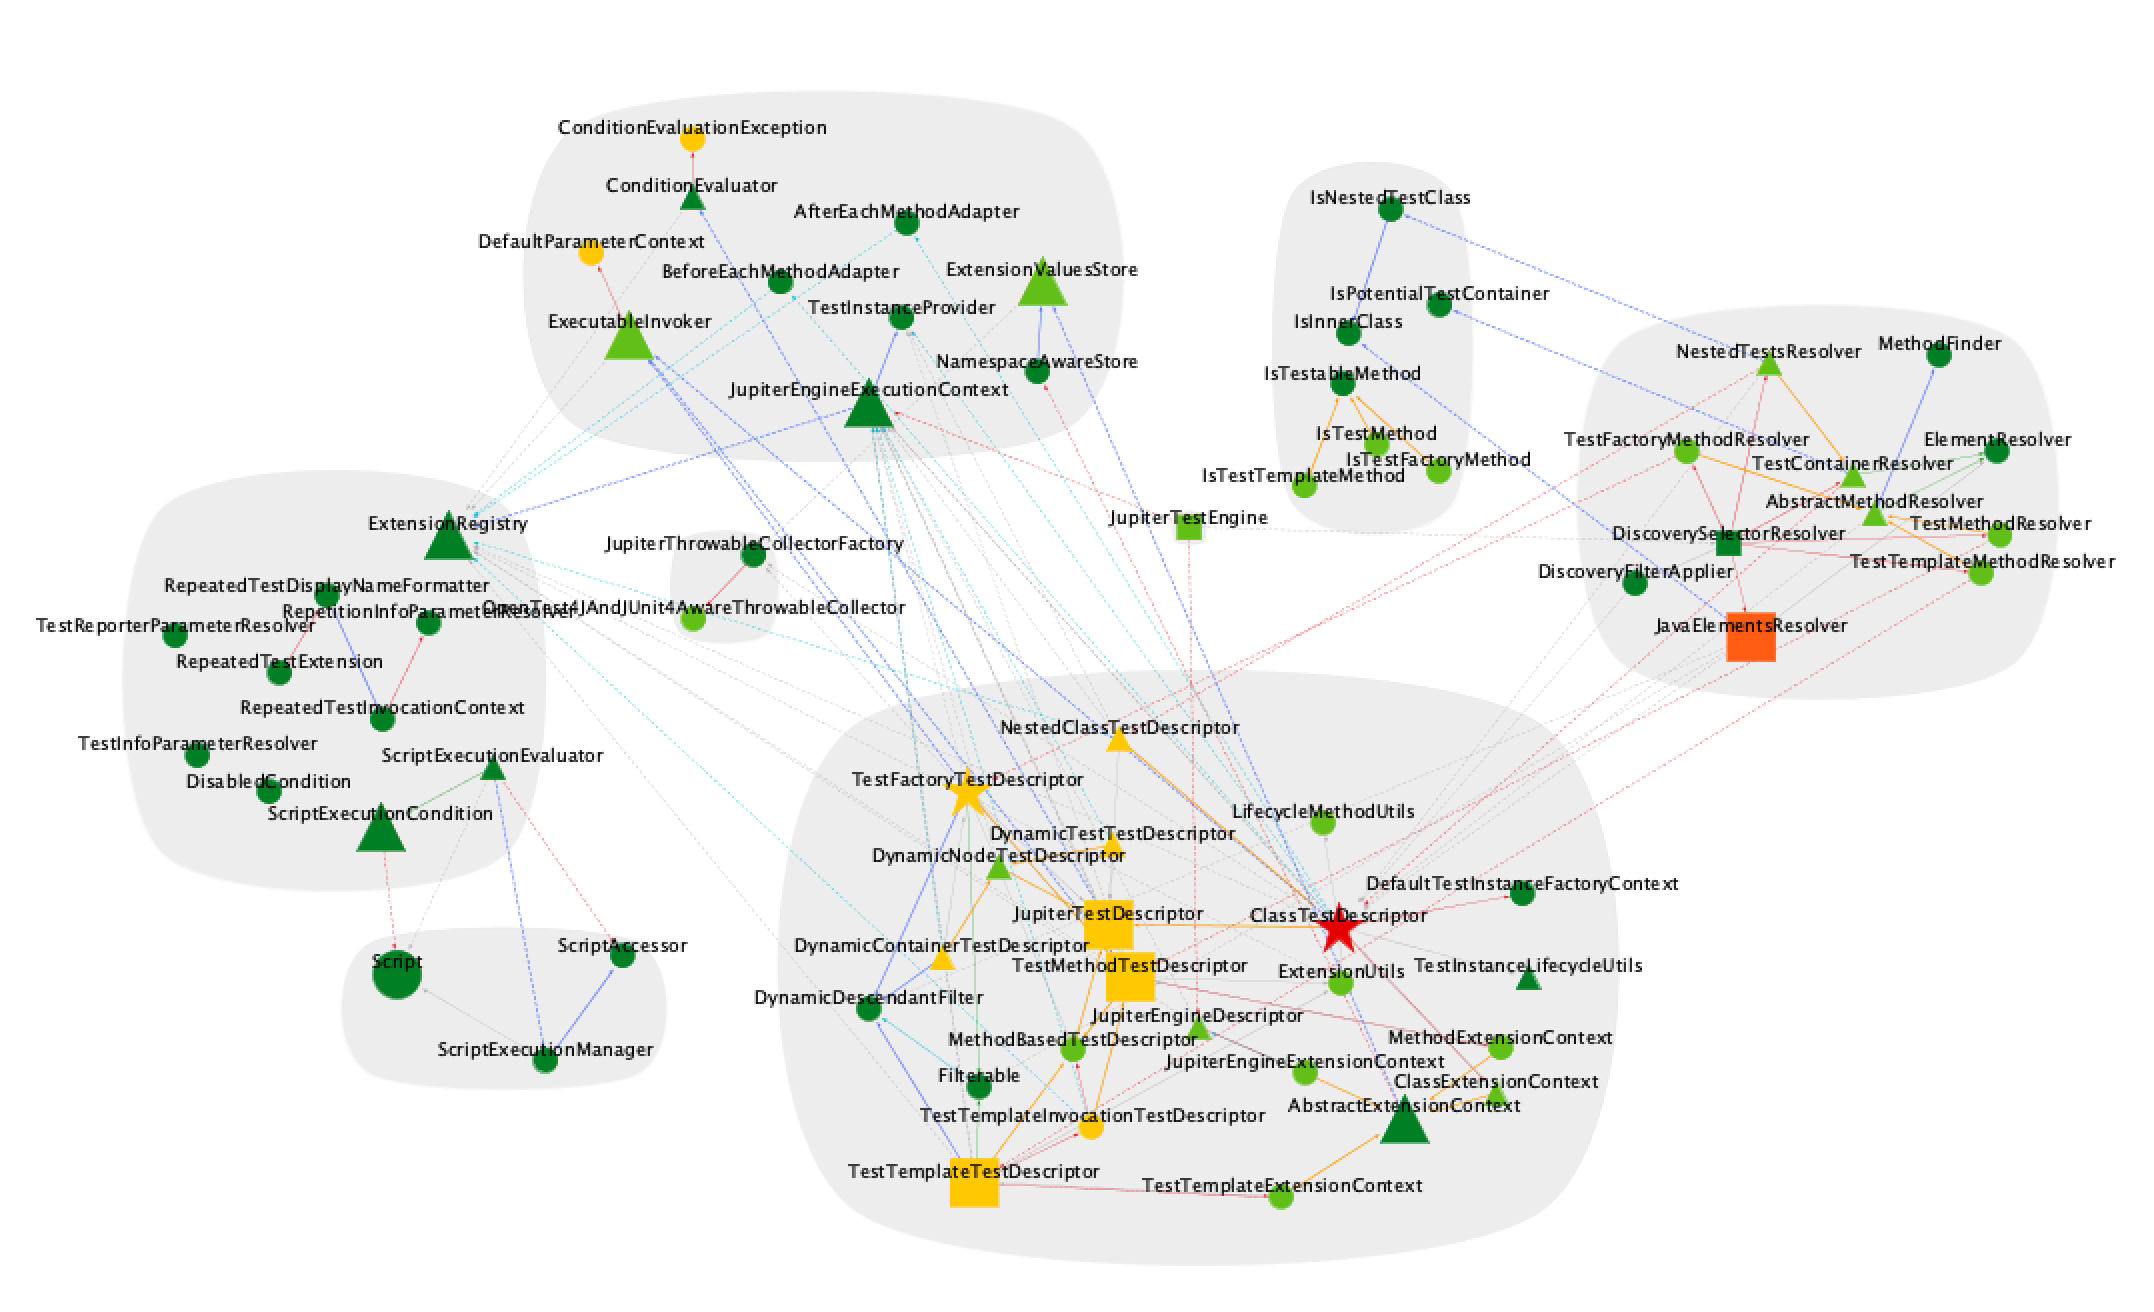 ConditionEvaluationException
ConditionEvaluator
AfterEachMethodAdapter
DefaultParameterContext
BeforeEachMethodAdapter
ExtensionValuesStore
TestInstanceProvider
ExecutableInvoker
NamespaceAwareStore
JupiterEngineExecutionContext
IsNestedTestClass
IsPotentialTestContainer
IsInnerClass
IsTestableMethod
IsTestMethod
IsTestFactoryMethod
IsTestTemplateMethod
JupiterTestEngine
NestedTestsResolver
MethodFinder
TestFactoryMethodResolver
ElementResolver
TestContainerResolver
AbstractMethodResolver
TestMethodResolver
DiscoverySelectorResolver
TestTemplateMethodResolver
DiscoveryFilterApplier
JavaElementsResolver
ExtensionRegistry
JupiterThrowableCollectorFactory
OpenTest4JAndJUnit4AwareThrowableCollector
RepeatedTestDisplayNameFormatter
RepetitionInfoParameterResolver
TestReporterParameterResolver
RepeatedTestExtension
RepeatedTestInvocationContext
TestInfoParameterResolver
ScriptExecutionEvaluator
DisabledCondition
ScriptExecutionCondition
Script
ScriptAccessor
ScriptExecutionManager
NestedClassTestDescriptor
TestFactoryTestDescriptor
LifecycleMethodUtils
DynamicTestTestDescriptor
DynamicNodeTestDescriptor
DefaultTestInstanceFactoryContext
JupiterTestDescriptor
ClassTestDescriptor
DynamicContainerTestDescriptor
TestMethodTestDescriptor
ExtensionUtils
TestInstanceLifecycleUtils
DynamicDescendantFilter
JupiterEngineDescriptor
MethodBasedTestDescriptor
MethodExtensionContext
JupiterEngineExtensionContext
Filterable
ClassExtensionContext
AbstractExtensionContext
TestTemplateInvocationTestDescriptor
TestTemplateTestDescriptor
TestTemplateExtensionContext